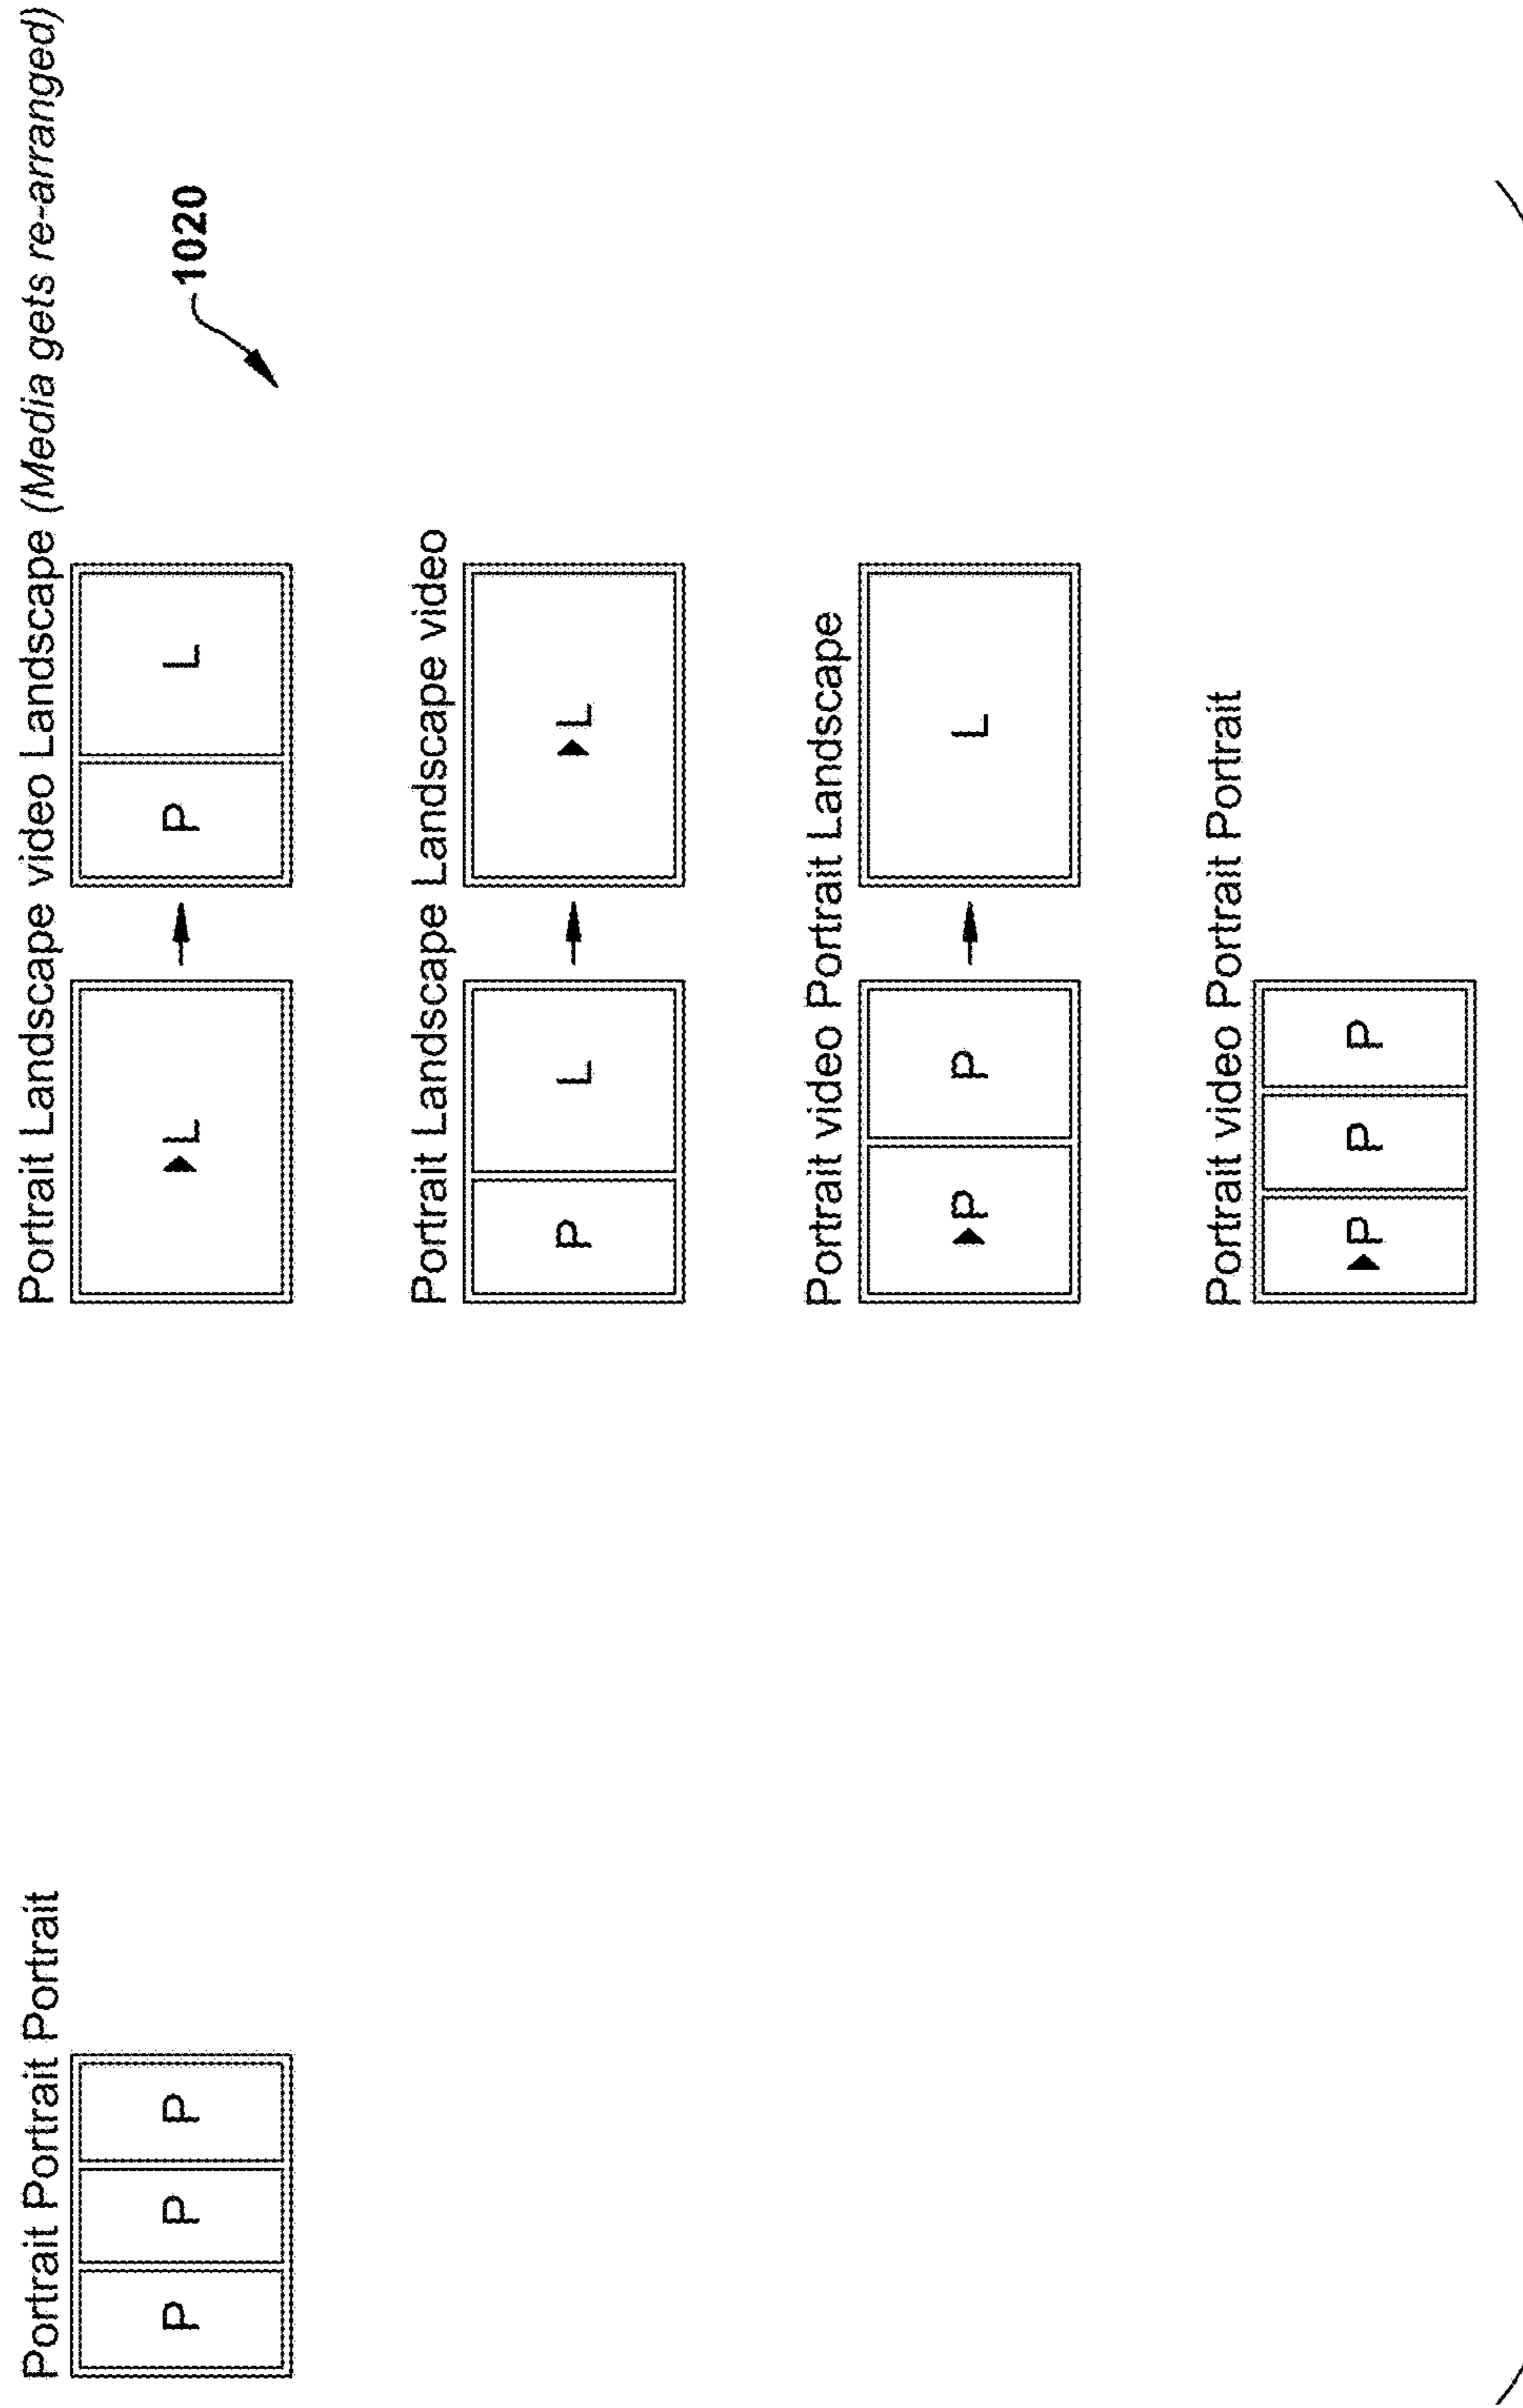 Portrait Portrait Portrait
P P P
Portrait Landscape video Landscape (Media gets re-arranged)
▶L P L
1020
Portrait Landscape Landscape video
P L ▶L
Portrait video Portrait Landscape
▶P P L
Portrait video Portrait Portrait
▶P P P